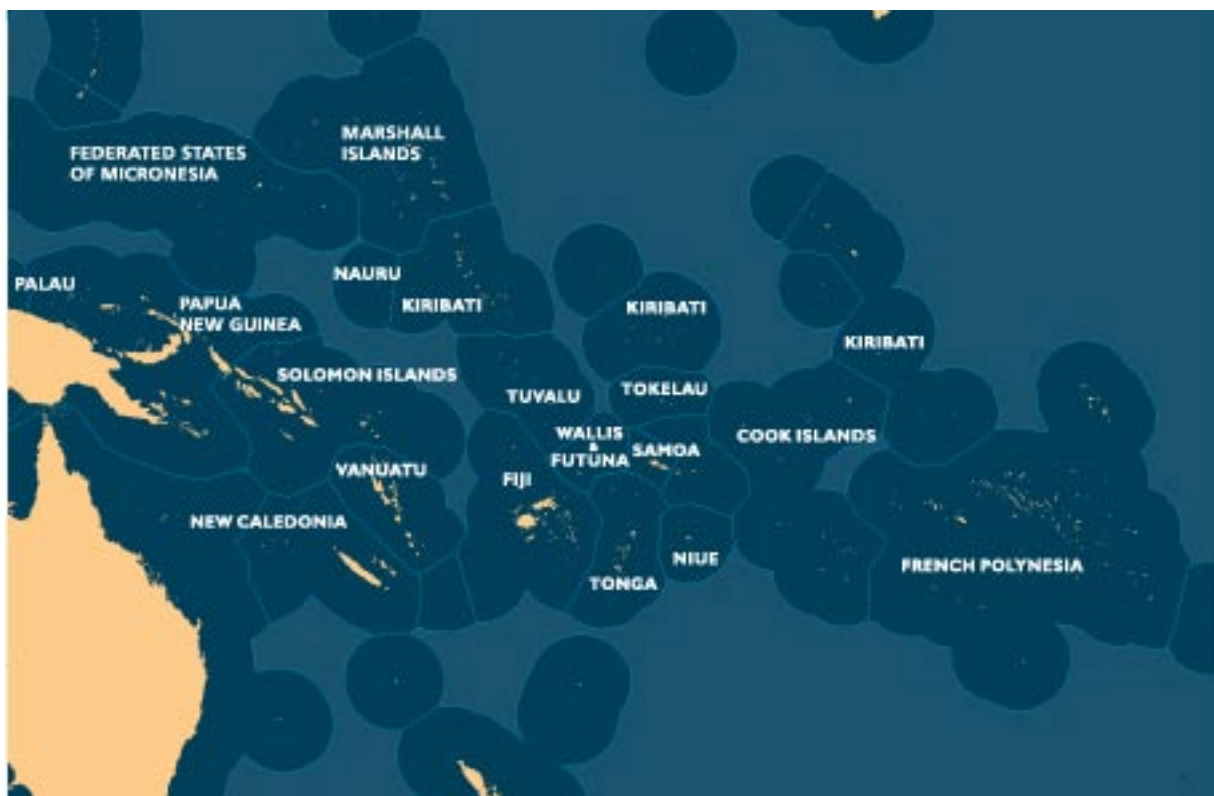 MARSHALL
ISLANDS
FEDERATED STATES
OF MICRONESIA
NAURU
PALAU
PAPUA
NEW GUINEA
KIRIBATI
KIRIBATI
KIRIBATI
SOLOMON ISLANDS
TUVALU
TOKELAU
WALLIS
&
FUTUNA
SAMOA
COOK ISLANDS
VANUATU
FIJI
NEW CALEDONIA
NIUE
TONGA
FRENCH POLYNESIA